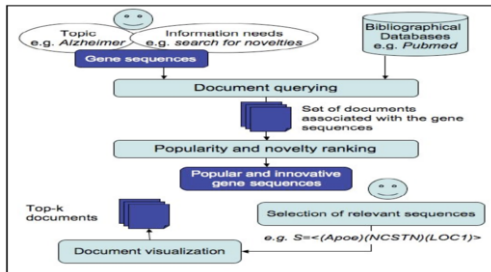 Topic
e.g. Alzheimer
Information needs
e.g. search for novelties
Gene sequences
Bibliographical
Databases
e.g. Pubmed
Document querying
Set of documents
associated with the gene
sequences
Popularity and novelty ranking
Popular and innovative
gene sequences
Top-k
documents
Selection of relevant sequences
e.g. S=<(Apoe)(NCSTN)(LOC1)>
Document visualization